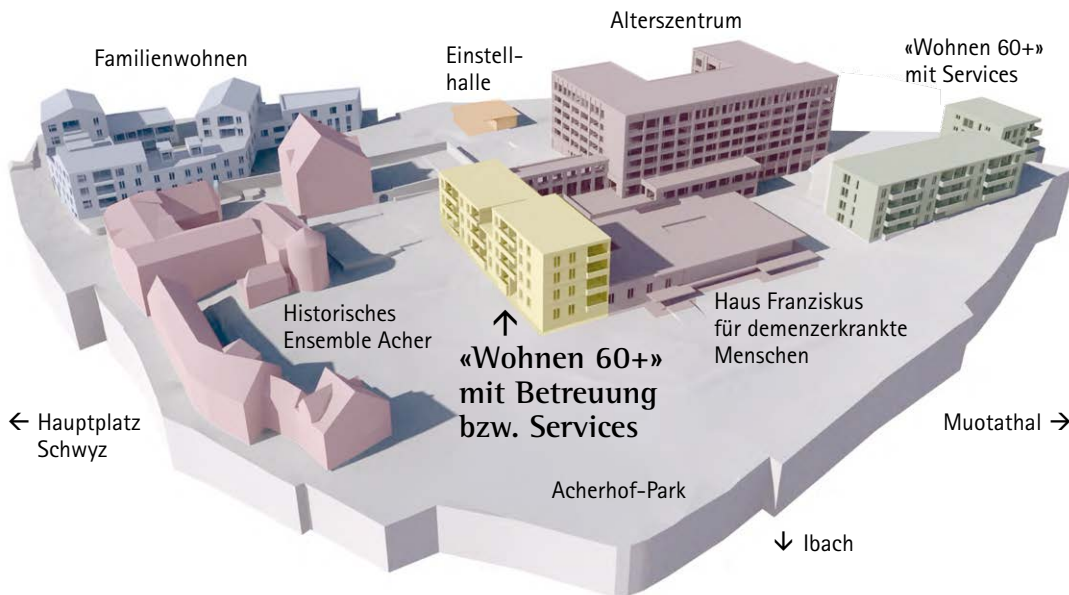 Alterszentrum
Familienwohnen
Einstell-
halle
«Wohnen 60+»
mit Services
Historisches
Ensemble Acher
Haus Franziskus
für demenzerkrankte
Menschen
↑
«Wohnen 60+»
mit Betreuung
bzw. Services
← Hauptplatz
Schwyz
Muotathal →
Acherhof-Park
↓ Ibach